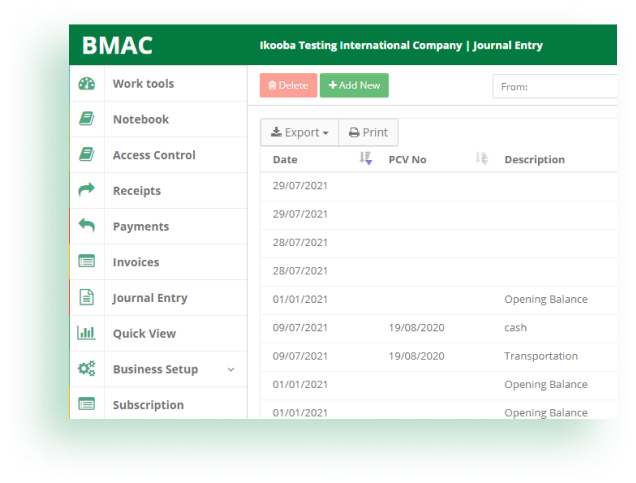 BMAC
Ikooba Testing International Company | Journal Entry
Work tools
Notebook
Access Control
Receipts
Payments
Invoices
Journal Entry
Quick View
Business Setup
Subscription
Delete
Add New
From:
Export
Print
Date PCV No Description
29/07/2021
29/07/2021
28/07/2021
28/07/2021
01/01/2021 Opening Balance
09/07/2021 19/08/2020 cash
09/07/2021 19/08/2020 Transportation
01/01/2021 Opening Balance
01/01/2021 Opening Balance